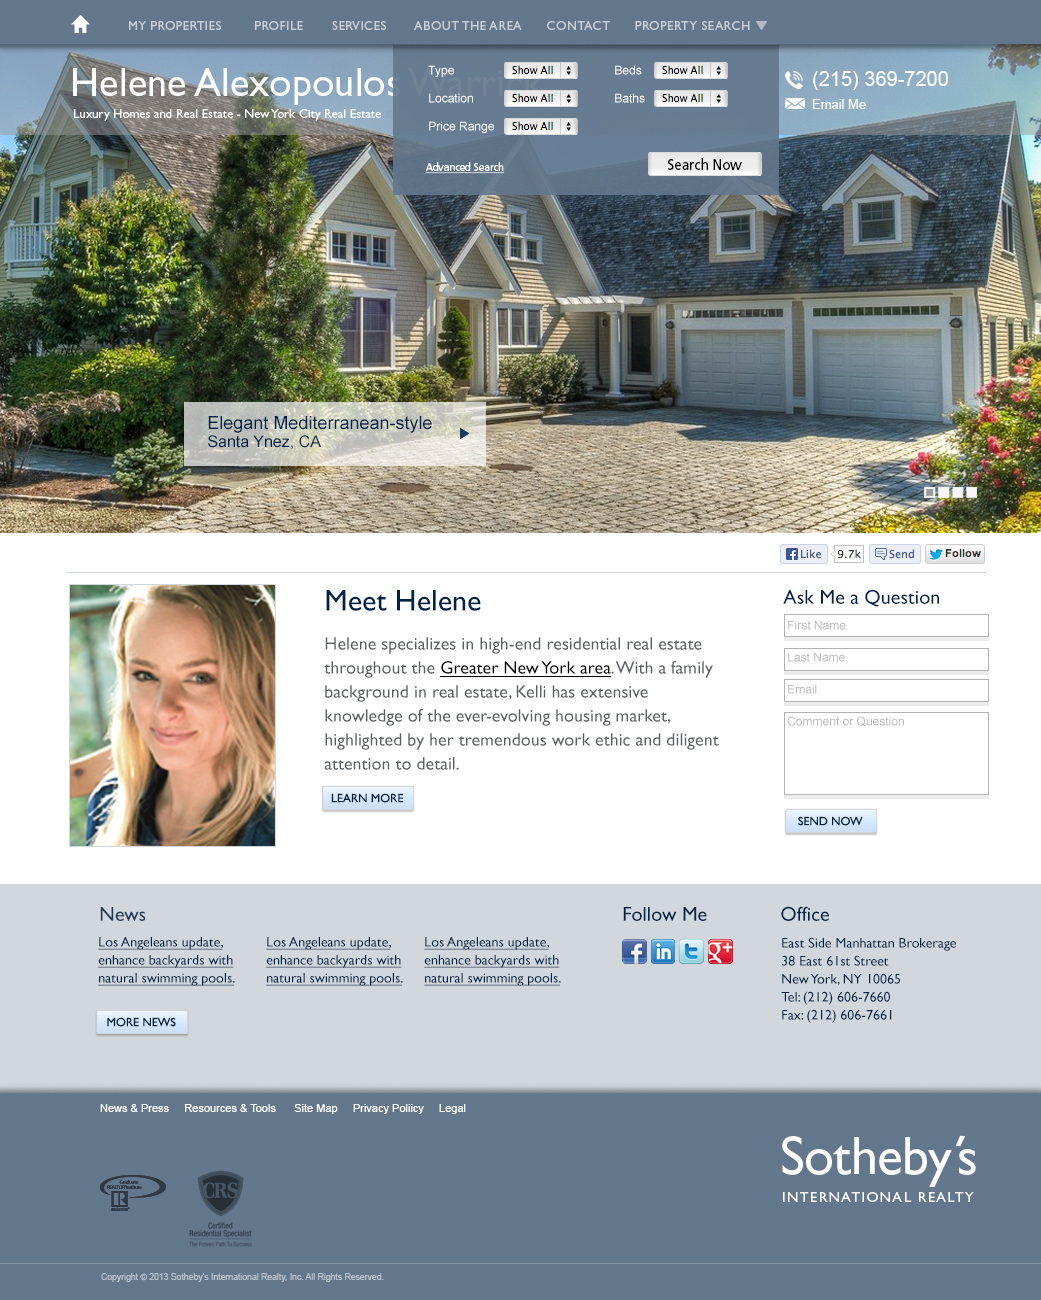 MY PROPERTIES PROFILE SERVICES ABOUT THE AREA CONTACT PROPERTY SEARCH
Helene Alexopoulos Warrick
Luxury Homes and Real Estate - New York City Real Estate
Type Show All Beds Show All
Location Show All Baths Show All
Price Range Show All
Advanced Search Search Now
(215) 369-7200
Email Me
Elegant Mediterranean-style
Santa Ynez, CA
Like 9.7k Send Follow
Meet Helene
Helene specializes in high-end residential real estate
throughout the Greater New York area. With a family
background in real estate, Kelli has extensive
knowledge of the ever-evolving housing market,
highlighted by her tremendous work ethic and diligent
attention to detail.
LEARN MORE
Ask Me a Question
First Name
Last Name
Email
Comment or Question
SEND NOW
News
Los Angeleans update,
enhance backyards with
natural swimming pools.
Los Angeleans update,
enhance backyards with
natural swimming pools.
Los Angeleans update,
enhance backyards with
natural swimming pools.
MORE NEWS
Follow Me
Office
East Side Manhattan Brokerage
38 East 61st Street
New York, NY 10065
Tel: (212) 606-7660
Fax: (212) 606-7661
News & Press Resources & Tools Site Map Privacy Poliicy Legal
Graduate
REALTOR Institute
R
CRS
Certified
Residential Specialist
The Proven Path To Success
Sotheby's
INTERNATIONAL REALTY
Copyright © 2013 Sotheby's International Realty, Inc. All Rights Reserved.